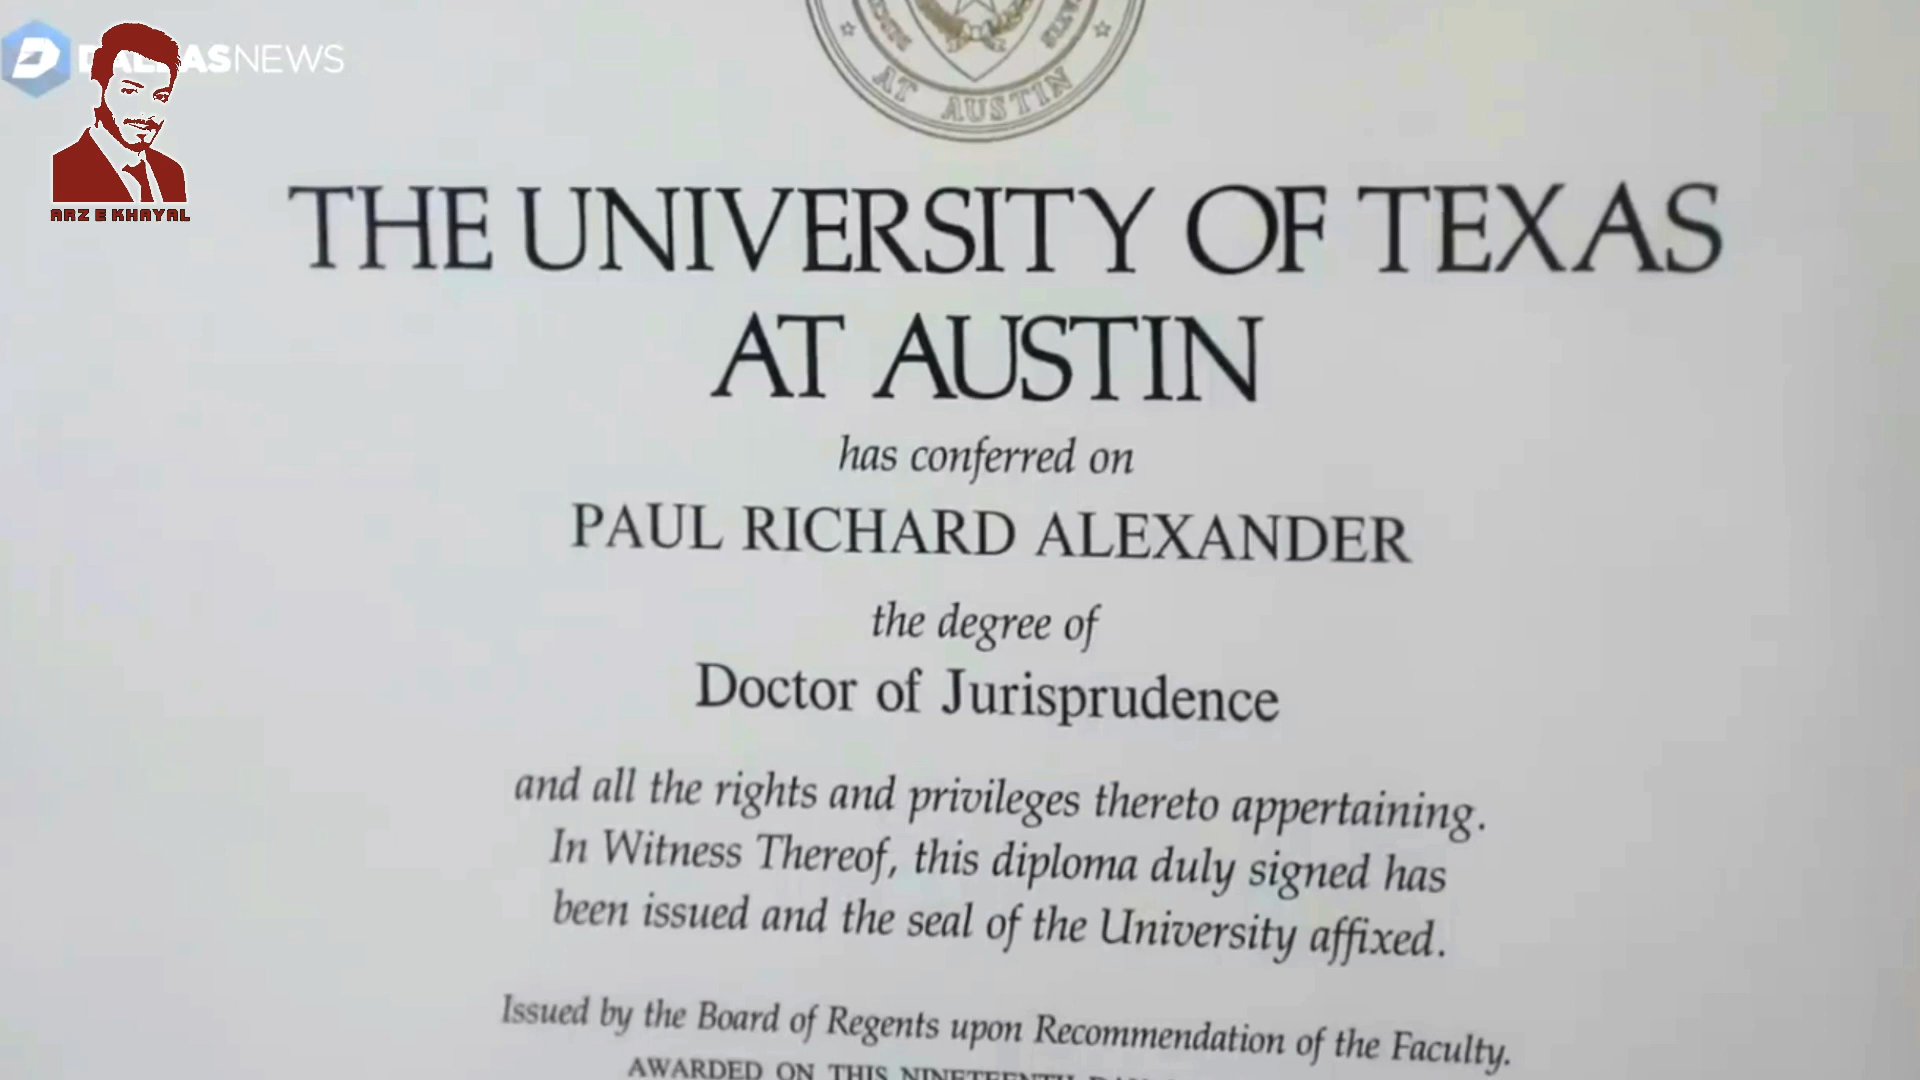 DALLASNEWS
ARZ E KHAYAL
AT AUSTIN
THE UNIVERSITY OF TEXAS
AT AUSTIN
has conferred on
PAUL RICHARD ALEXANDER
the degree of
Doctor of Jurisprudence
and all the rights and privileges thereto appertaining.
In Witness Thereof, this diploma duly signed has
been issued and the seal of the University affixed.
Issued by the Board of Regents upon Recommendation of the Faculty.
AWARDED ON THIS NINETEENTH